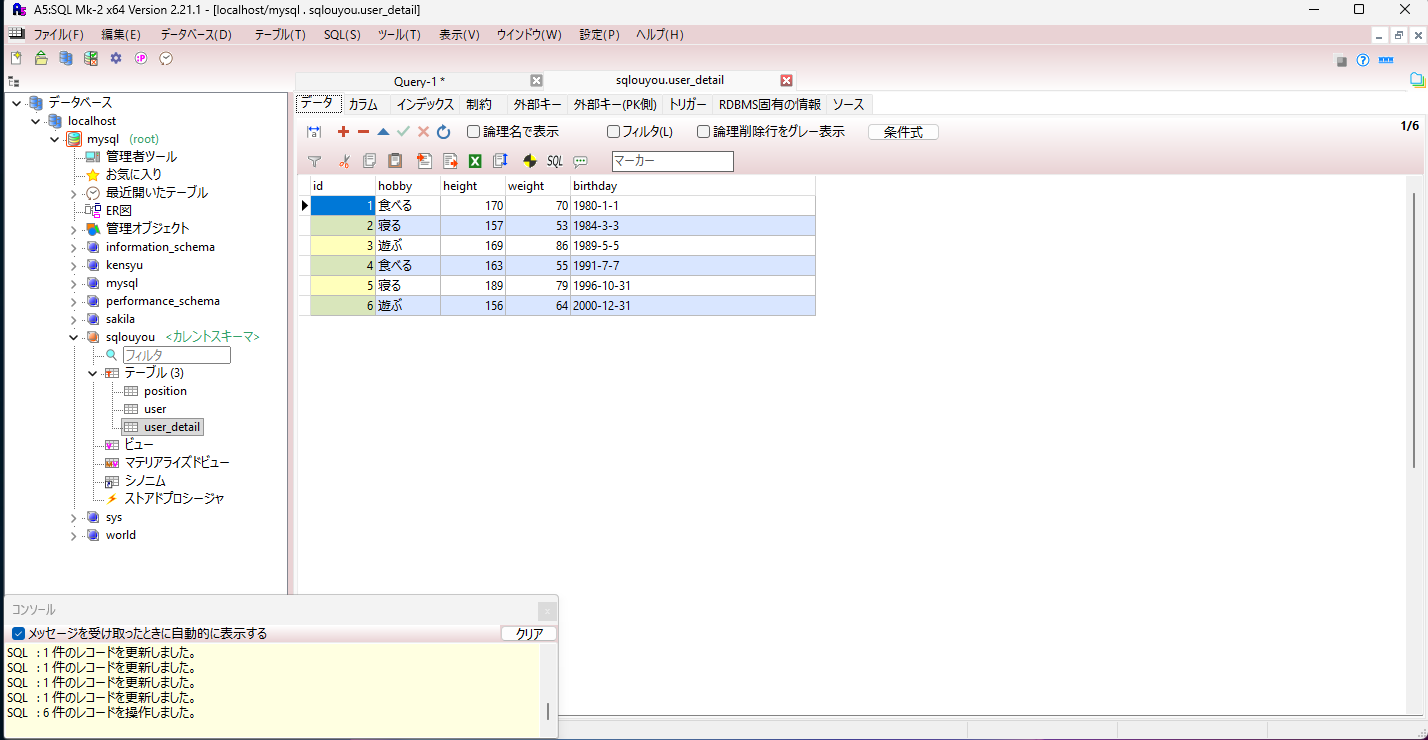 A5:SQL Mk-2 x64 Version 2.21.1 - [localhost/mysql . sqlouyou.user_detail]
ファイル(F) 編集(E) データベース(D) テーブル(T) SQL(S) ツール(T) 表示(V) ウインドウ(W) 設定(P) ヘルプ(H)
Query-1 * sqlouyou.user_detail
データベース
localhost
mysql (root)
管理者ツール
お気に入り
最近開いたテーブル
ER図
管理オブジェクト
information_schema
kensyu
mysql
performance_schema
sakila
sqlouyou <カレントスキーマ>
フィルタ
テーブル (3)
position
user
user_detail
ビュー
マテリアライズドビュー
シノニム
ストアドプロシージャ
sys
world
データ カラム インデックス 制約 外部キー 外部キー(PK側) トリガー RDBMS固有の情報 ソース
論理名で表示 フィルタ(L) 論理削除行をグレー表示 条件式 1/6
SQL マーカー
id hobby height weight birthday
1 食べる 170 70 1980-1-1
2 寝る 157 53 1984-3-3
3 遊ぶ 169 86 1989-5-5
4 食べる 163 55 1991-7-7
5 寝る 189 79 1996-10-31
6 遊ぶ 156 64 2000-12-31
コンソール
メッセージを受け取ったときに自動的に表示する クリア
SQL : 1 件のレコードを更新しました。
SQL : 1 件のレコードを更新しました。
SQL : 1 件のレコードを更新しました。
SQL : 1 件のレコードを更新しました。
SQL : 6 件のレコードを操作しました。